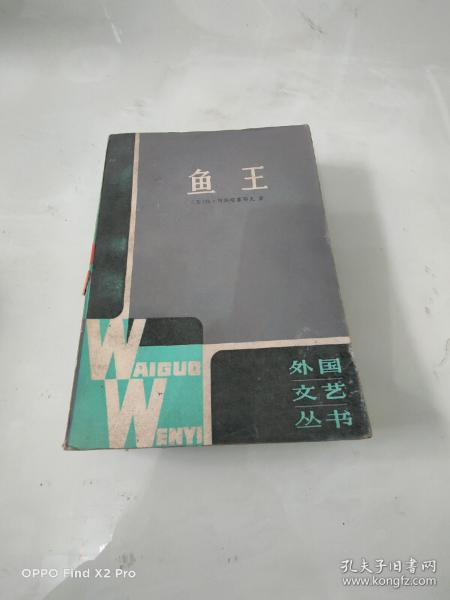 鱼王
WAIGUO
WENYI
外国
文艺
丛书
OPPO Find X2 Pro
孔夫子旧书网
www.kongfz.com